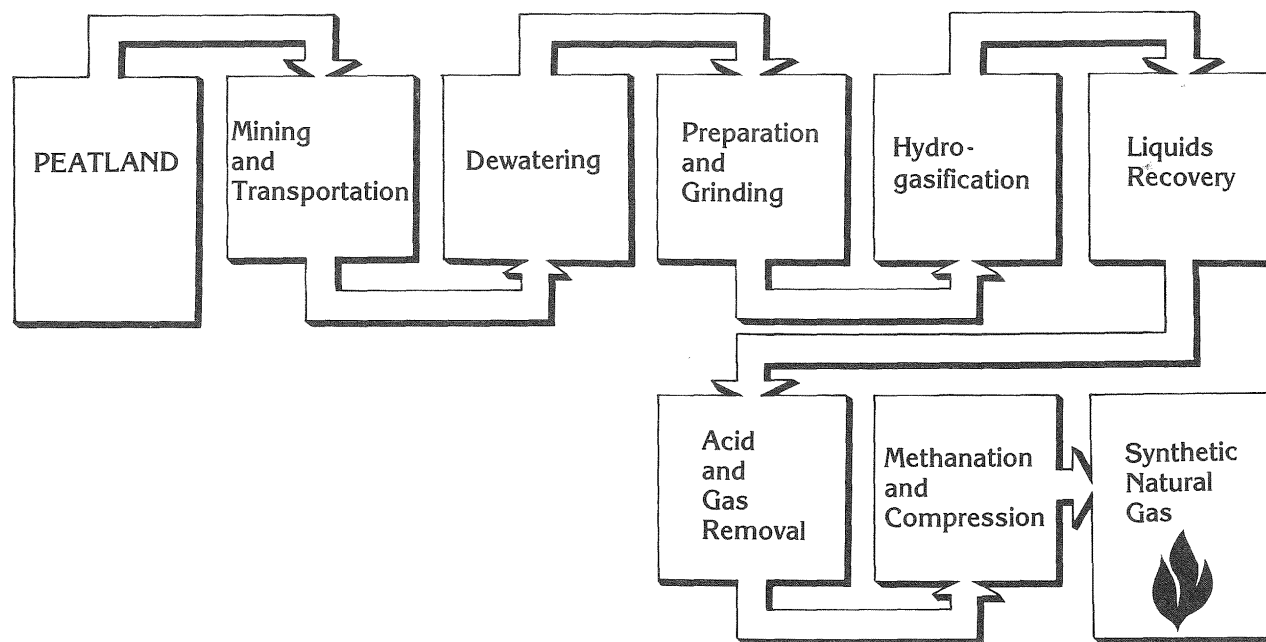 PEATLAND
Mining
and
Transportation
Dewatering
Preparation
and
Grinding
Hydro-
gasification
Liquids
Recovery
Acid
and
Gas
Removal
Methanation
and
Compression
Synthetic
Natural
Gas